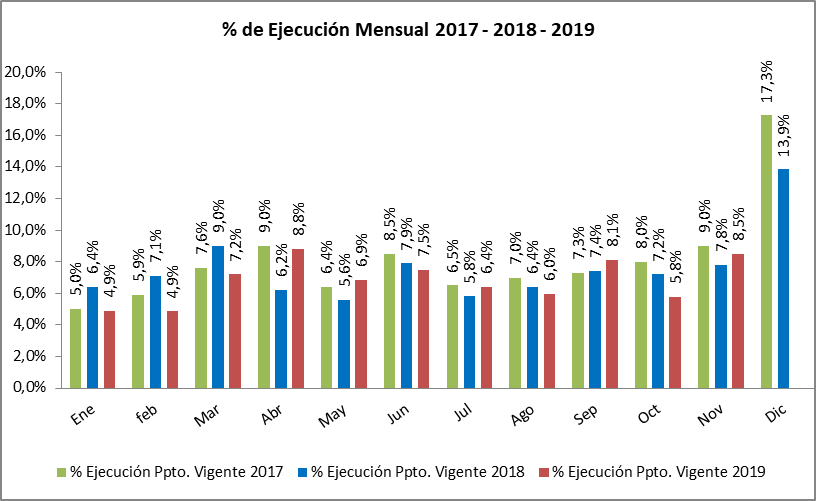 % de Ejecución Mensual 2017 - 2018 - 2019
20,0%
18,0%
16,0%
14,0%
12,0%
10,0%
8,0%
6,0%
4,0%
2,0%
0,0%
5,0% 6,4% 4,9%
5,9% 7,1% 4,9%
7,6% 9,0% 7,2%
9,0% 6,2% 8,8%
6,4% 5,6% 6,9%
8,5% 7,9% 7,5%
6,5% 5,8% 6,4%
7,0% 6,4% 6,0%
7,3% 7,4% 8,1%
8,0% 7,2% 5,8%
9,0% 7,8% 8,5%
17,3% 13,9%
Ene feb Mar Abr May Jun Jul Ago Sep Oct Nov Dic
% Ejecución Ppto. Vigente 2017 % Ejecución Ppto. Vigente 2018 % Ejecución Ppto. Vigente 2019